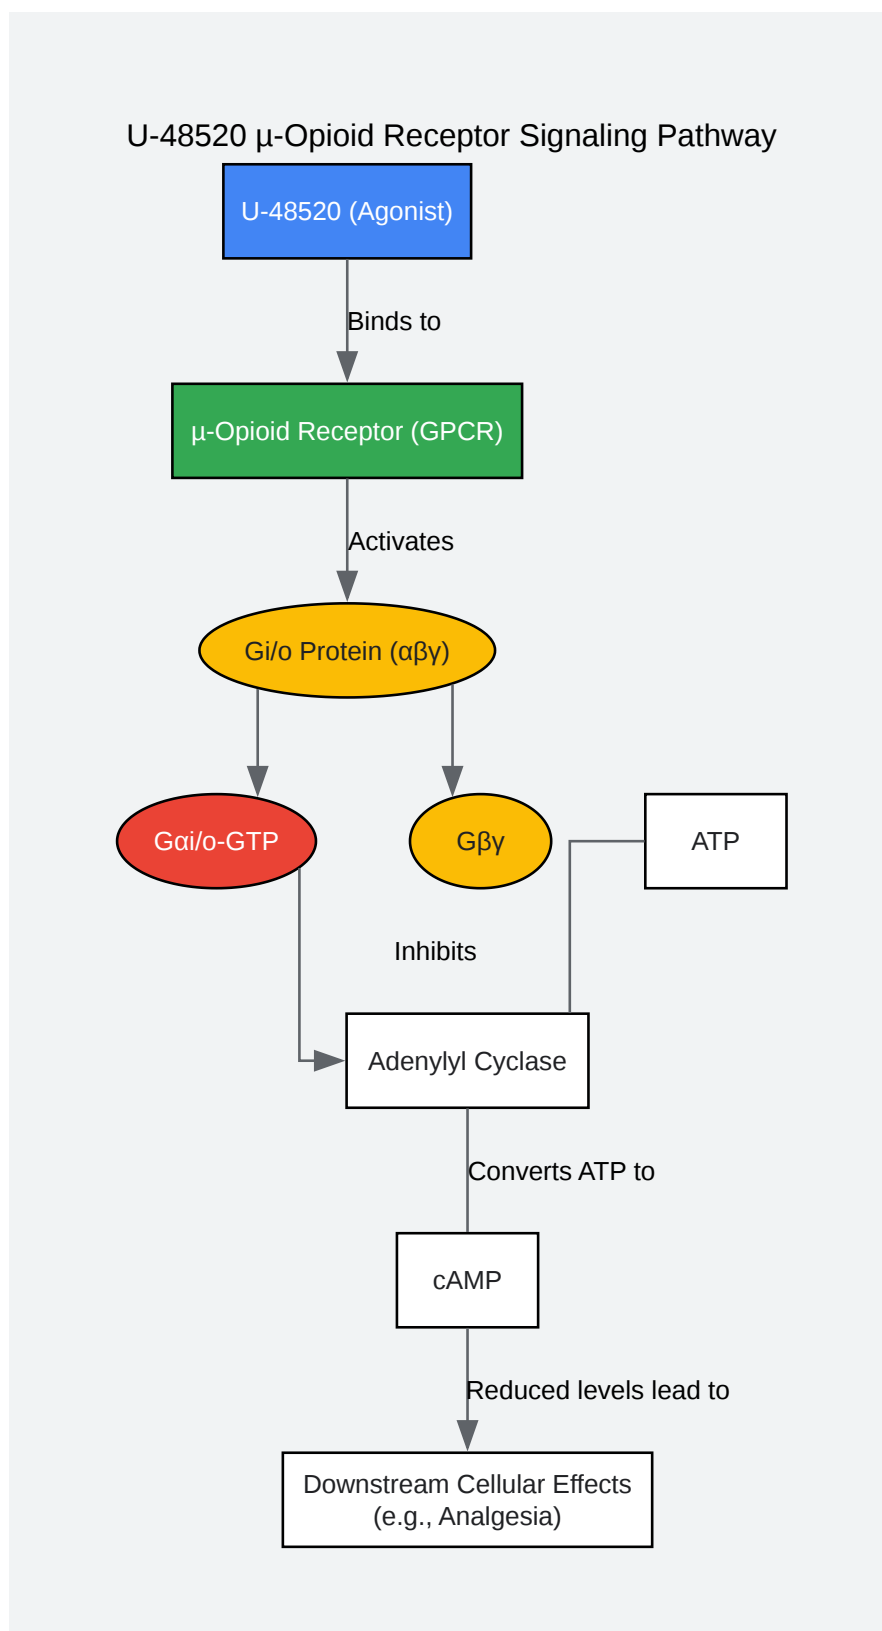 U-48520 µ-Opioid Receptor Signaling Pathway
U-48520 (Agonist)
Binds to
µ-Opioid Receptor (GPCR)
Activates
Gi/o Protein (αβγ)
Gαi/o-GTP
Gβγ
ATP
Inhibits
Adenylyl Cyclase
Converts ATP to
cAMP
Reduced levels lead to
Downstream Cellular Effects
(e.g., Analgesia)